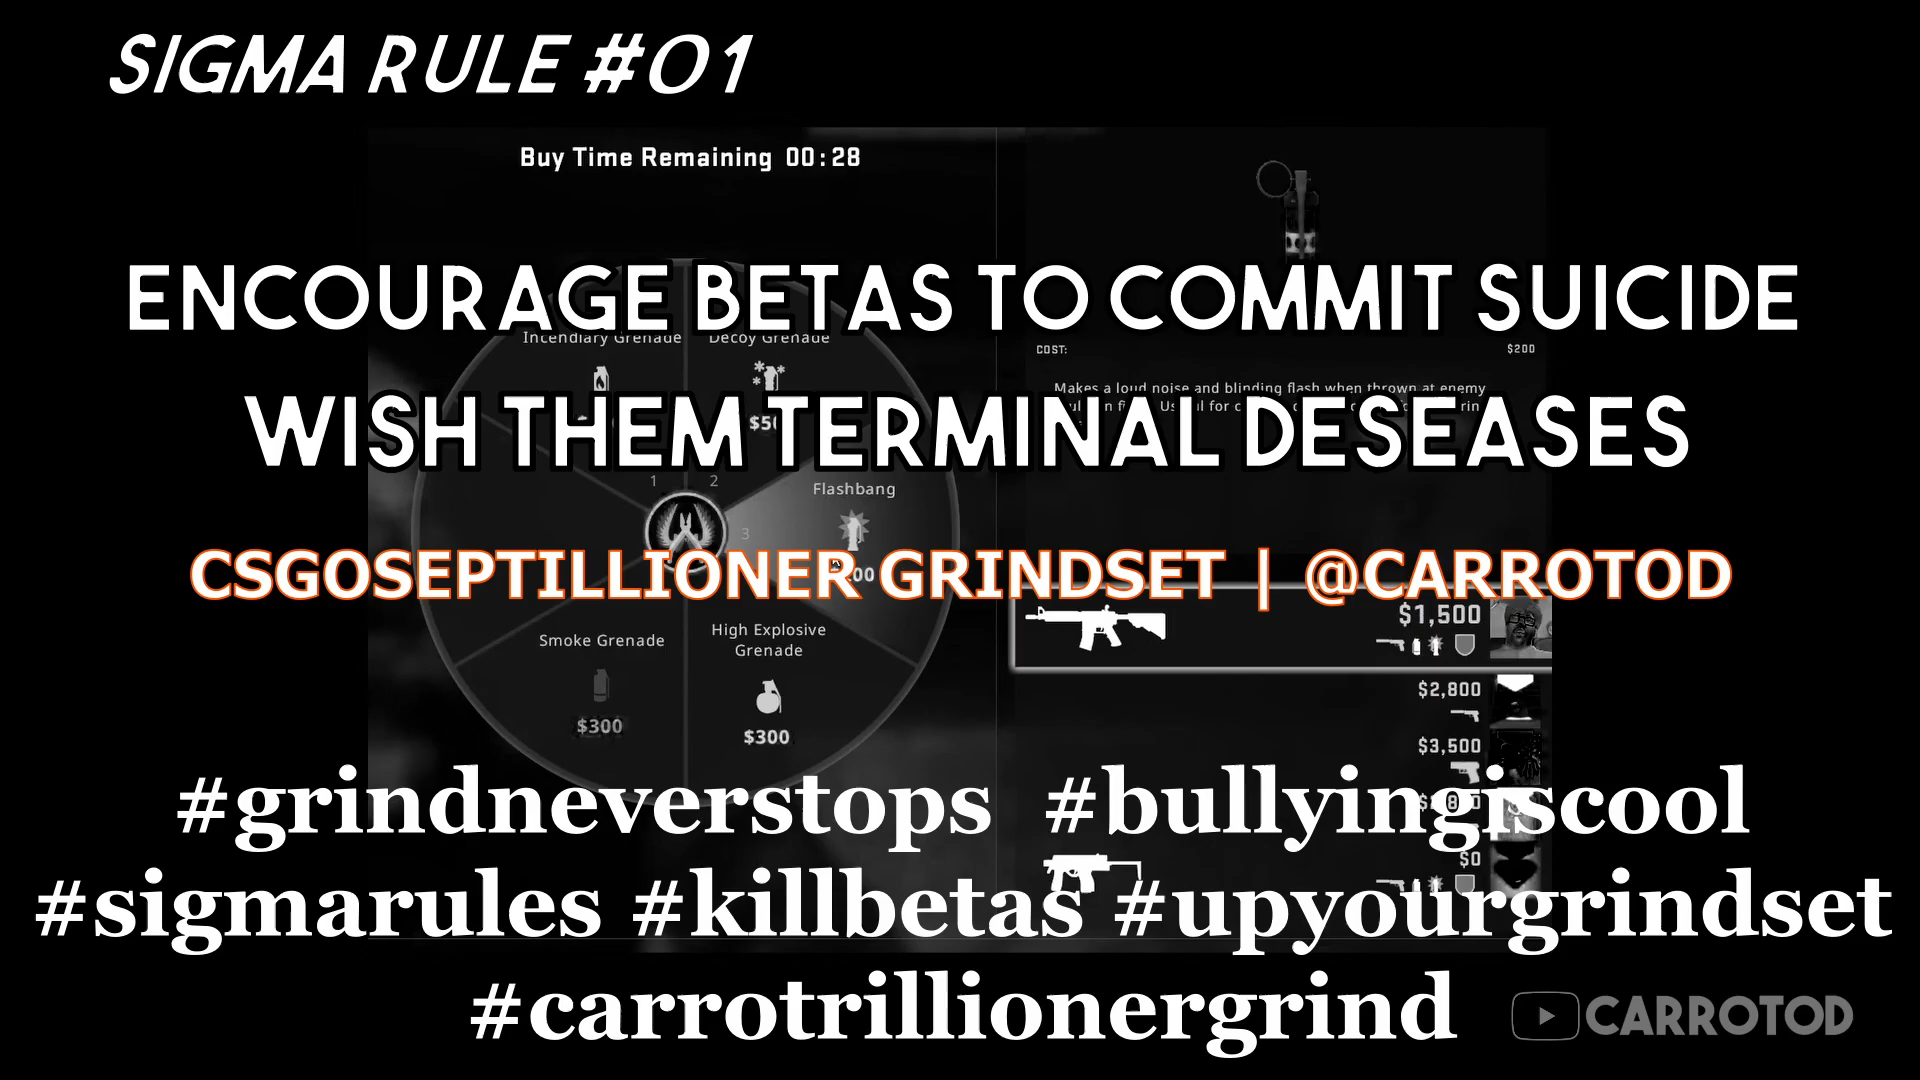 SIGMA RULE #01
Buy Time Remaining 00:28
ENCOURAGE BETAS TO COMMIT SUICIDE
Incendiary Grenade Decoy Grenade
COST: $200
Makes a loud noise and blinding flash when thrown at enemy
WISH THEM TERMINAL DESEASES
1 2
Flashbang
3
CSGOSEPTILLIONER GRINDSET | @CARROTOD
$1,500
Smoke Grenade
High Explosive
Grenade
$2,800
$300
$300
$3,500
#grindneverstops #bullyingiscool
$0
#sigmarules #killbetas #upyourgrindset
#carrotrillionergrind
CARROTOD